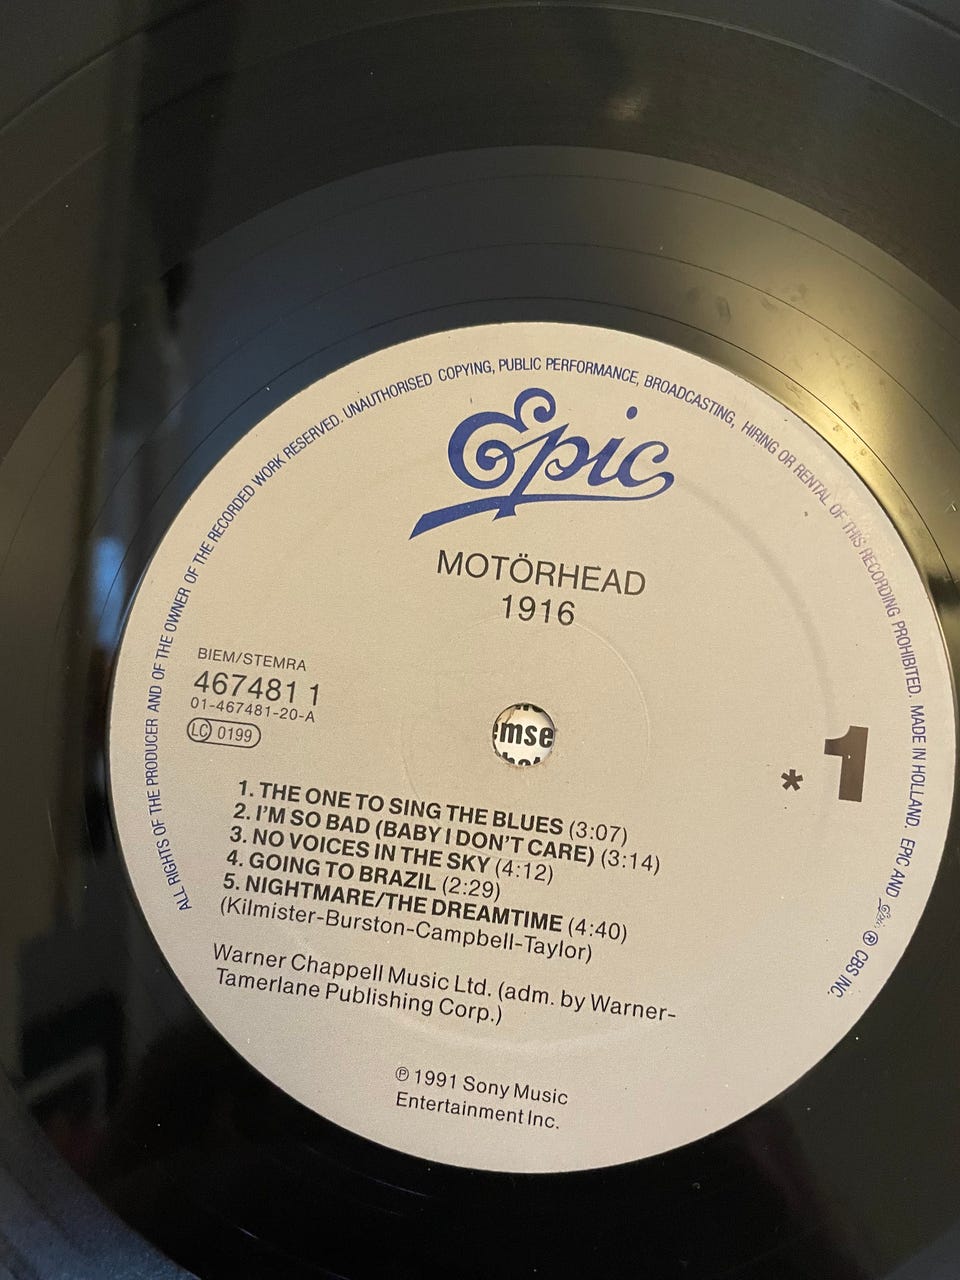 ALL RIGHTS OF THE PRODUCER AND OF THE OWNER OF THE RECORDED WORK RESERVED. UNAUTHORISED COPYING, PUBLIC PERFORMANCE, BROADCASTING, HIRING OR RENTAL OF THIS RECORDING PROHIBITED. MADE IN HOLLAND. EPIC AND Epic ® CBS INC.
Epic
MOTÖRHEAD
1916
BIEM/STEMRA
467481 1
01-467481-20-A
LC 0199
mse
* 1
1. THE ONE TO SING THE BLUES (3:07)
2. I'M SO BAD (BABY I DON'T CARE) (3:14)
3. NO VOICES IN THE SKY (4:12)
4. GOING TO BRAZIL (2:29)
5. NIGHTMARE/THE DREAMTIME (4:40)
(Kilmister-Burston-Campbell-Taylor)
Warner Chappell Music Ltd. (adm. by Warner-
Tamerlane Publishing Corp.)
℗ 1991 Sony Music
Entertainment Inc.